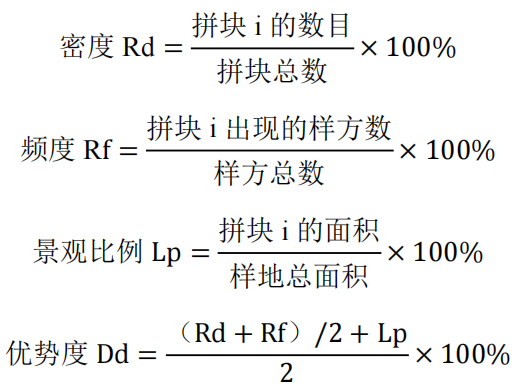 密度 Rd = 拼块 i 的数目 / 拼块总数 × 100%
频度 Rf = 拼块 i 出现的样方数 / 样方总数 × 100%
景观比例 Lp = 拼块 i 的面积 / 样地总面积 × 100%
优势度 Dd = （Rd + Rf）/2 + Lp / 2 × 100%